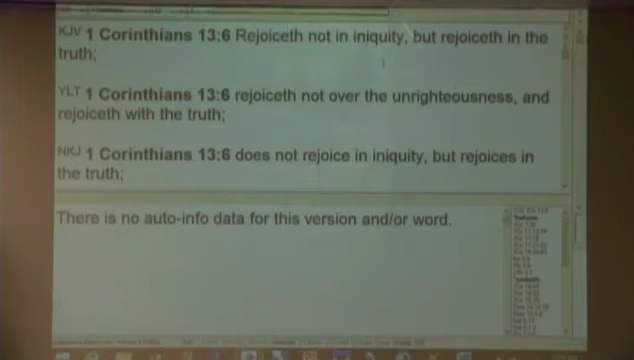 KJV 1 Corinthians 13:6 Rejoiceth not in iniquity, but rejoiceth in the
truth;
YLT 1 Corinthians 13:6 rejoiceth not over the unrighteousness, and
rejoiceth with the truth;
NKJ 1 Corinthians 13:6 does not rejoice in iniquity, but rejoices in
the truth;
There is no auto-info data for this version and/or word.